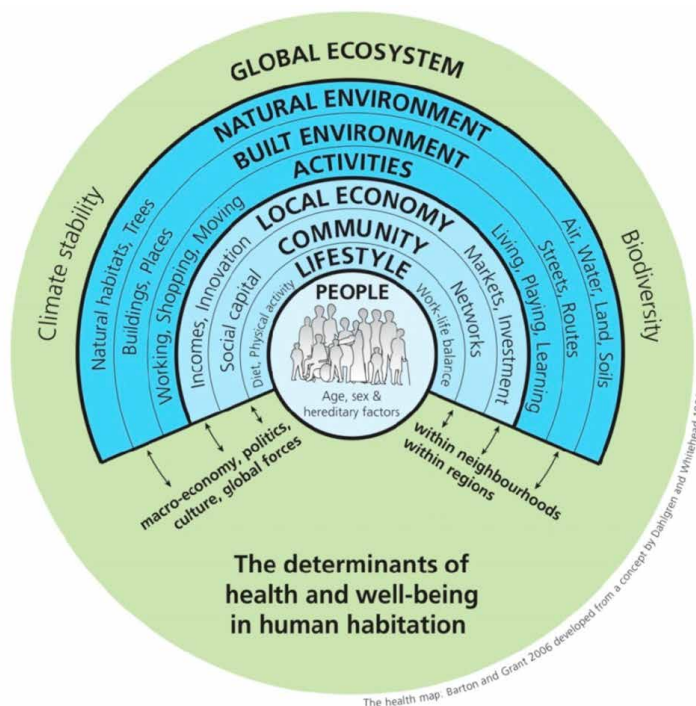 GLOBAL ECOSYSTEM
NATURAL ENVIRONMENT
BUILT ENVIRONMENT
ACTIVITIES
LOCAL ECONOMY
COMMUNITY
LIFESTYLE
PEOPLE
Age, sex &
hereditary factors
Climate stability
Natural habitats, Trees
Buildings, Places
Working, Shopping, Moving
Incomes, Innovation
Social capital
Diet, Physical activity
Work-life balance
Networks
Markets, Investment
Living, Playing, Learning
Streets, Routes
Air, Water, Land, Soils
Biodiversity
macro-economy, politics,
culture, global forces
within neighbourhoods
within regions
The determinants of
health and well-being
in human habitation
The health map. Barton and Grant 2006 developed from a concept by Dahlgren and Whitehead